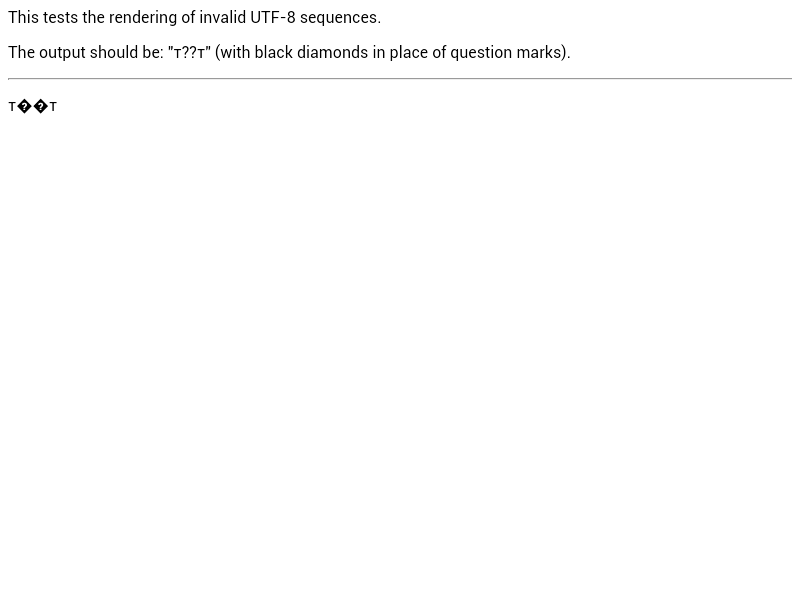 This tests the rendering of invalid UTF-8 sequences.
The output should be: "т??т" (with black diamonds in place of question marks).
т��т